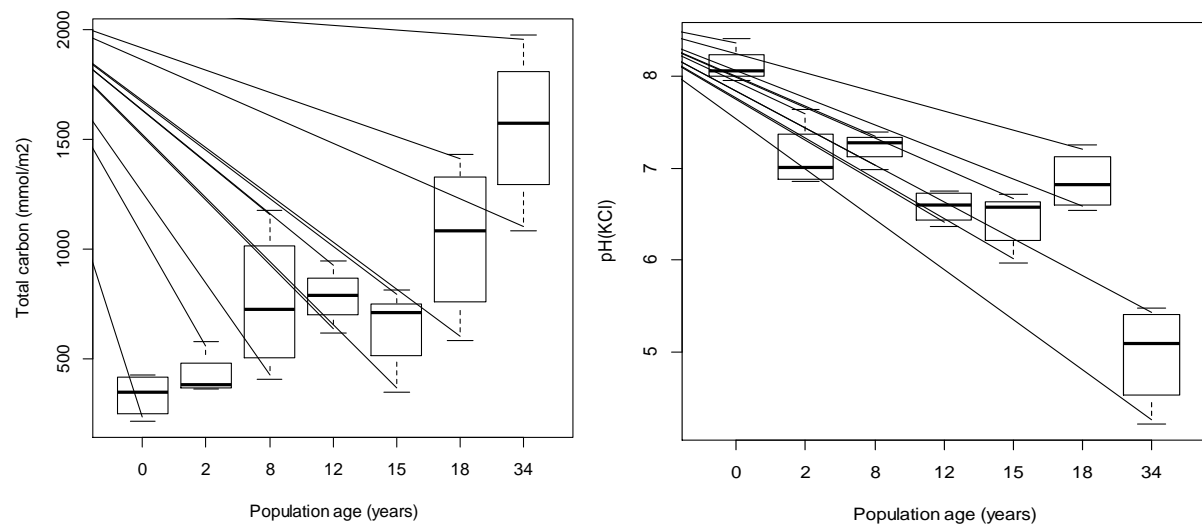 Total carbon (mmol/m2)
2000
1500
1000
500
0 2 8 12 15 18 34
Population age (years)
pH(KCl)
8
7
6
5
0 2 8 12 15 18 34
Population age (years)